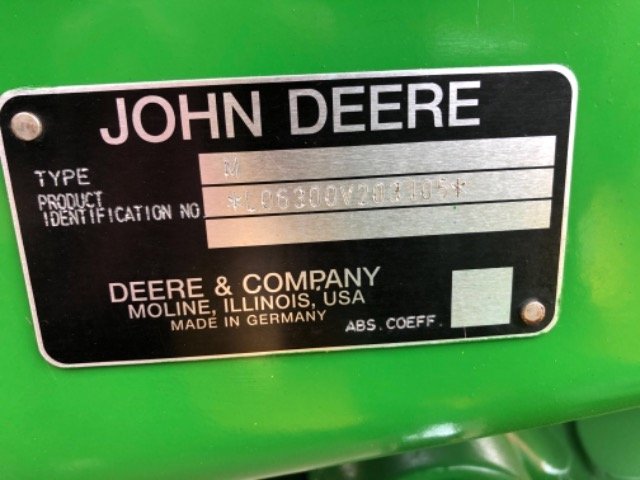 JOHN DEERE
TYPE M
PRODUCT
IDENTIFICATION NO.
DEERE & COMPANY
MOLINE, ILLINOIS, USA
MADE IN GERMANY
ABS. COEFF.